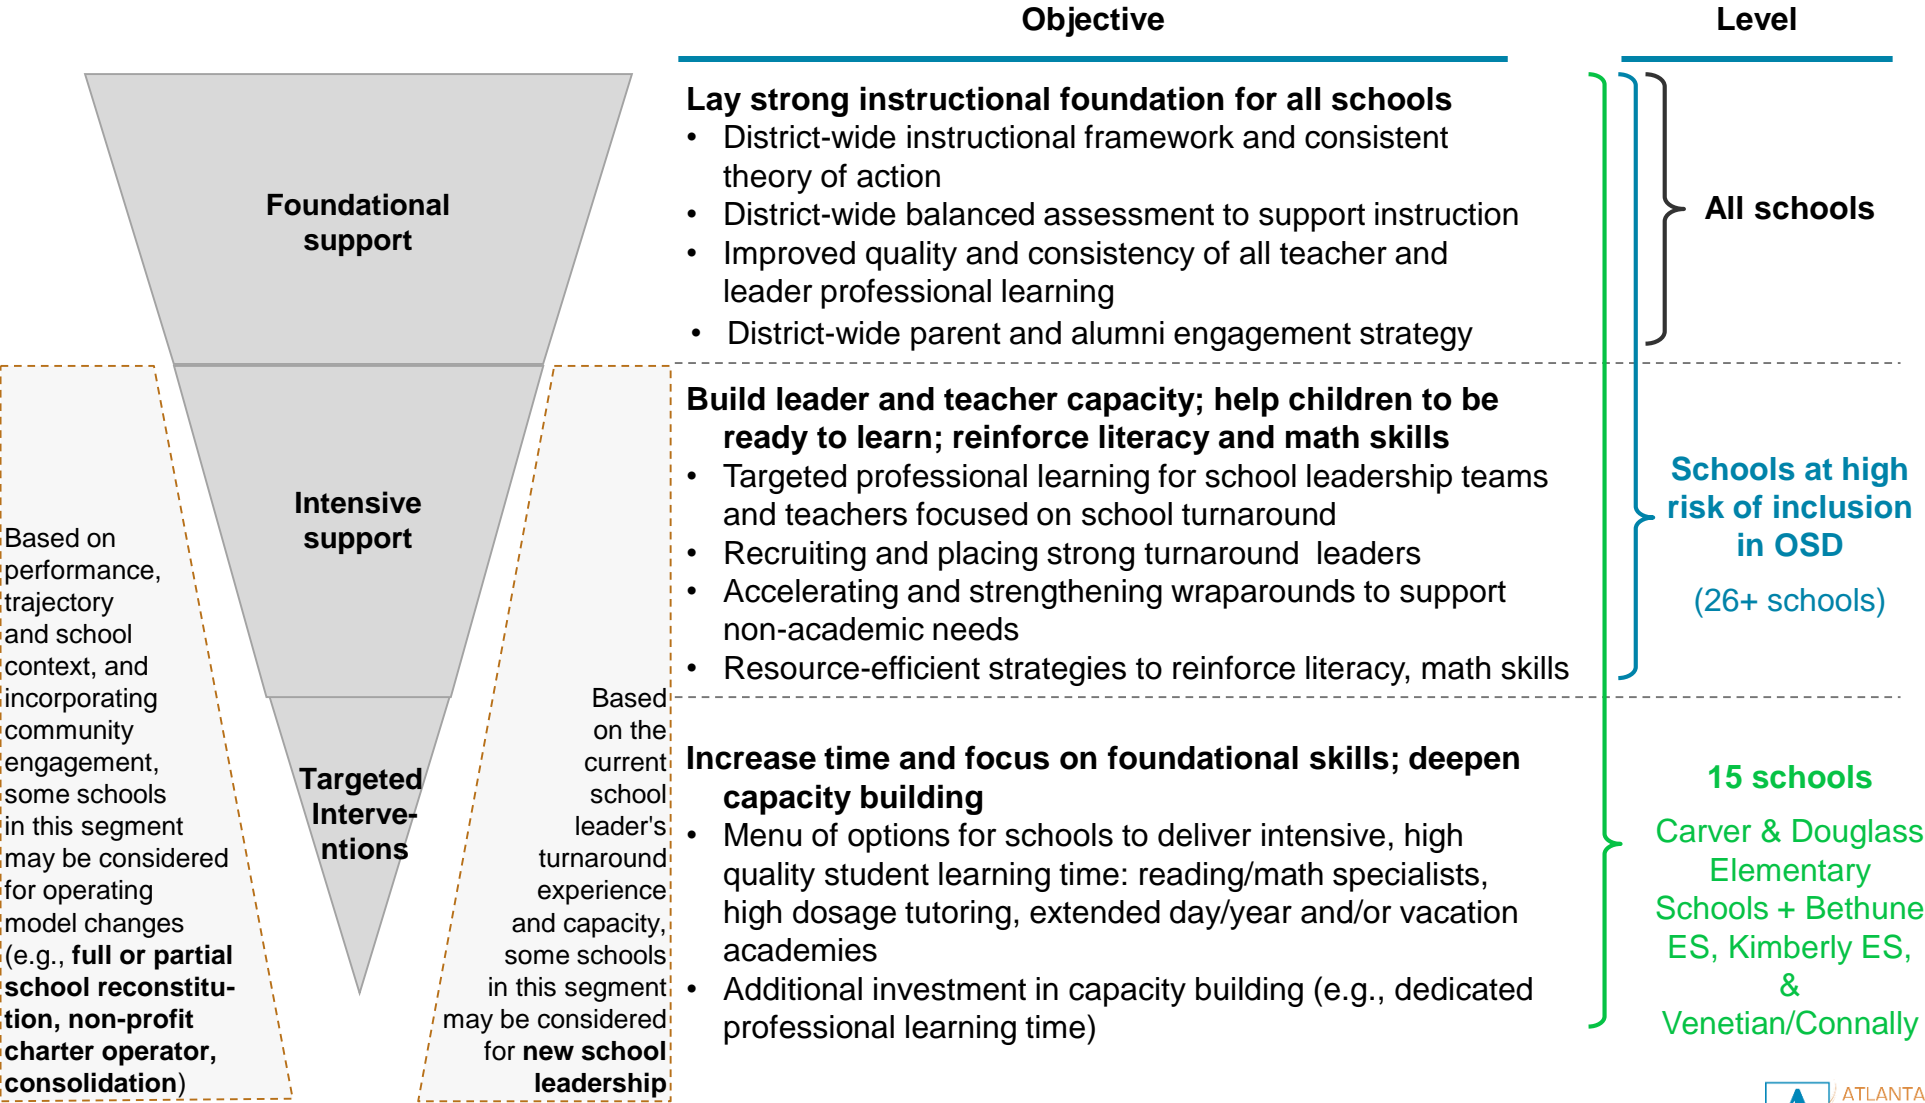 Objective
Level
Foundational
support
Lay strong instructional foundation for all schools
• District-wide instructional framework and consistent
theory of action
• District-wide balanced assessment to support instruction
• Improved quality and consistency of all teacher and
leader professional learning
• District-wide parent and alumni engagement strategy
All schools
Intensive
support
Build leader and teacher capacity; help children to be
ready to learn; reinforce literacy and math skills
• Targeted professional learning for school leadership teams
and teachers focused on school turnaround
• Recruiting and placing strong turnaround leaders
• Accelerating and strengthening wraparounds to support
non-academic needs
• Resource-efficient strategies to reinforce literacy, math skills
Schools at high
risk of inclusion
in OSD
(26+ schools)
Based on
performance,
trajectory
and school
context, and
incorporating
community
engagement,
some schools
in this segment
may be considered
for operating
model changes
(e.g., full or partial
school reconstitu-
tion, non-profit
charter operator,
consolidation)
Targeted
Interve-
ntions
Based
on the
current
school
leader's
turnaround
experience
and capacity,
some schools
in this segment
may be considered
for new school
leadership
Increase time and focus on foundational skills; deepen
capacity building
• Menu of options for schools to deliver intensive, high
quality student learning time: reading/math specialists,
high dosage tutoring, extended day/year and/or vacation
academies
• Additional investment in capacity building (e.g., dedicated
professional learning time)
15 schools
Carver & Douglass
Elementary
Schools + Bethune
ES, Kimberly ES,
&
Venetian/Connally
ATLANTA